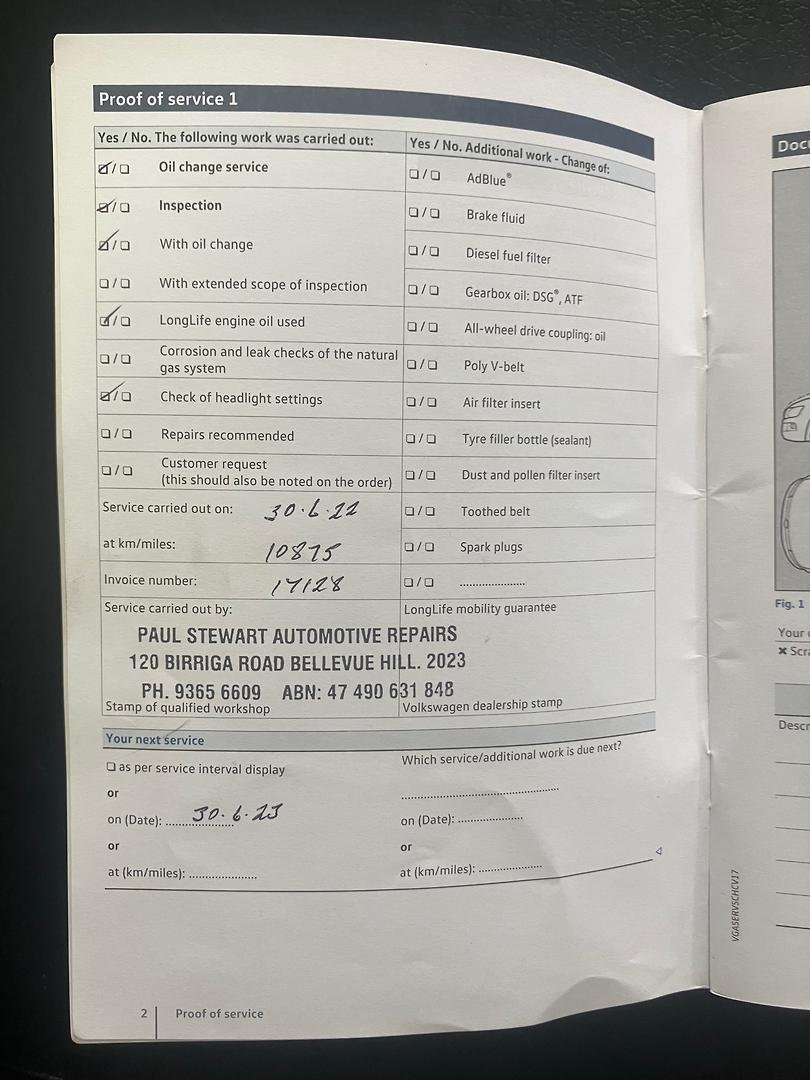 Proof of service 1
Yes / No. The following work was carried out:
☑/☐ Oil change service
☑/☐ Inspection
☑/☐ With oil change
☐/☐ With extended scope of inspection
☑/☐ LongLife engine oil used
☐/☐ Corrosion and leak checks of the natural
gas system
☑/☐ Check of headlight settings
☐/☐ Repairs recommended
☐/☐ Customer request
(this should also be noted on the order)
Service carried out on: 30·6·22
at km/miles: 10875
Invoice number: 17128
Service carried out by:
Yes / No. Additional work - Change of:
☐/☐ AdBlue®
☐/☐ Brake fluid
☐/☐ Diesel fuel filter
☐/☐ Gearbox oil: DSG®, ATF
☐/☐ All-wheel drive coupling: oil
☐/☐ Poly V-belt
☐/☐ Air filter insert
☐/☐ Tyre filler bottle (sealant)
☐/☐ Dust and pollen filter insert
☐/☐ Toothed belt
☐/☐ Spark plugs
☐/☐ ......................
LongLife mobility guarantee
PAUL STEWART AUTOMOTIVE REPAIRS
120 BIRRIGA ROAD BELLEVUE HILL. 2023
PH. 9365 6609 ABN: 47 490 631 848
Stamp of qualified workshop
Volkswagen dealership stamp
Your next service
☐ as per service interval display
or
on (Date): 30·6·23
or
at (km/miles): ......................
Which service/additional work is due next?
......................
on (Date): ......................
or
at (km/miles): ......................
VGASERVSCHCV17
2 Proof of service
Fig. 1
Your